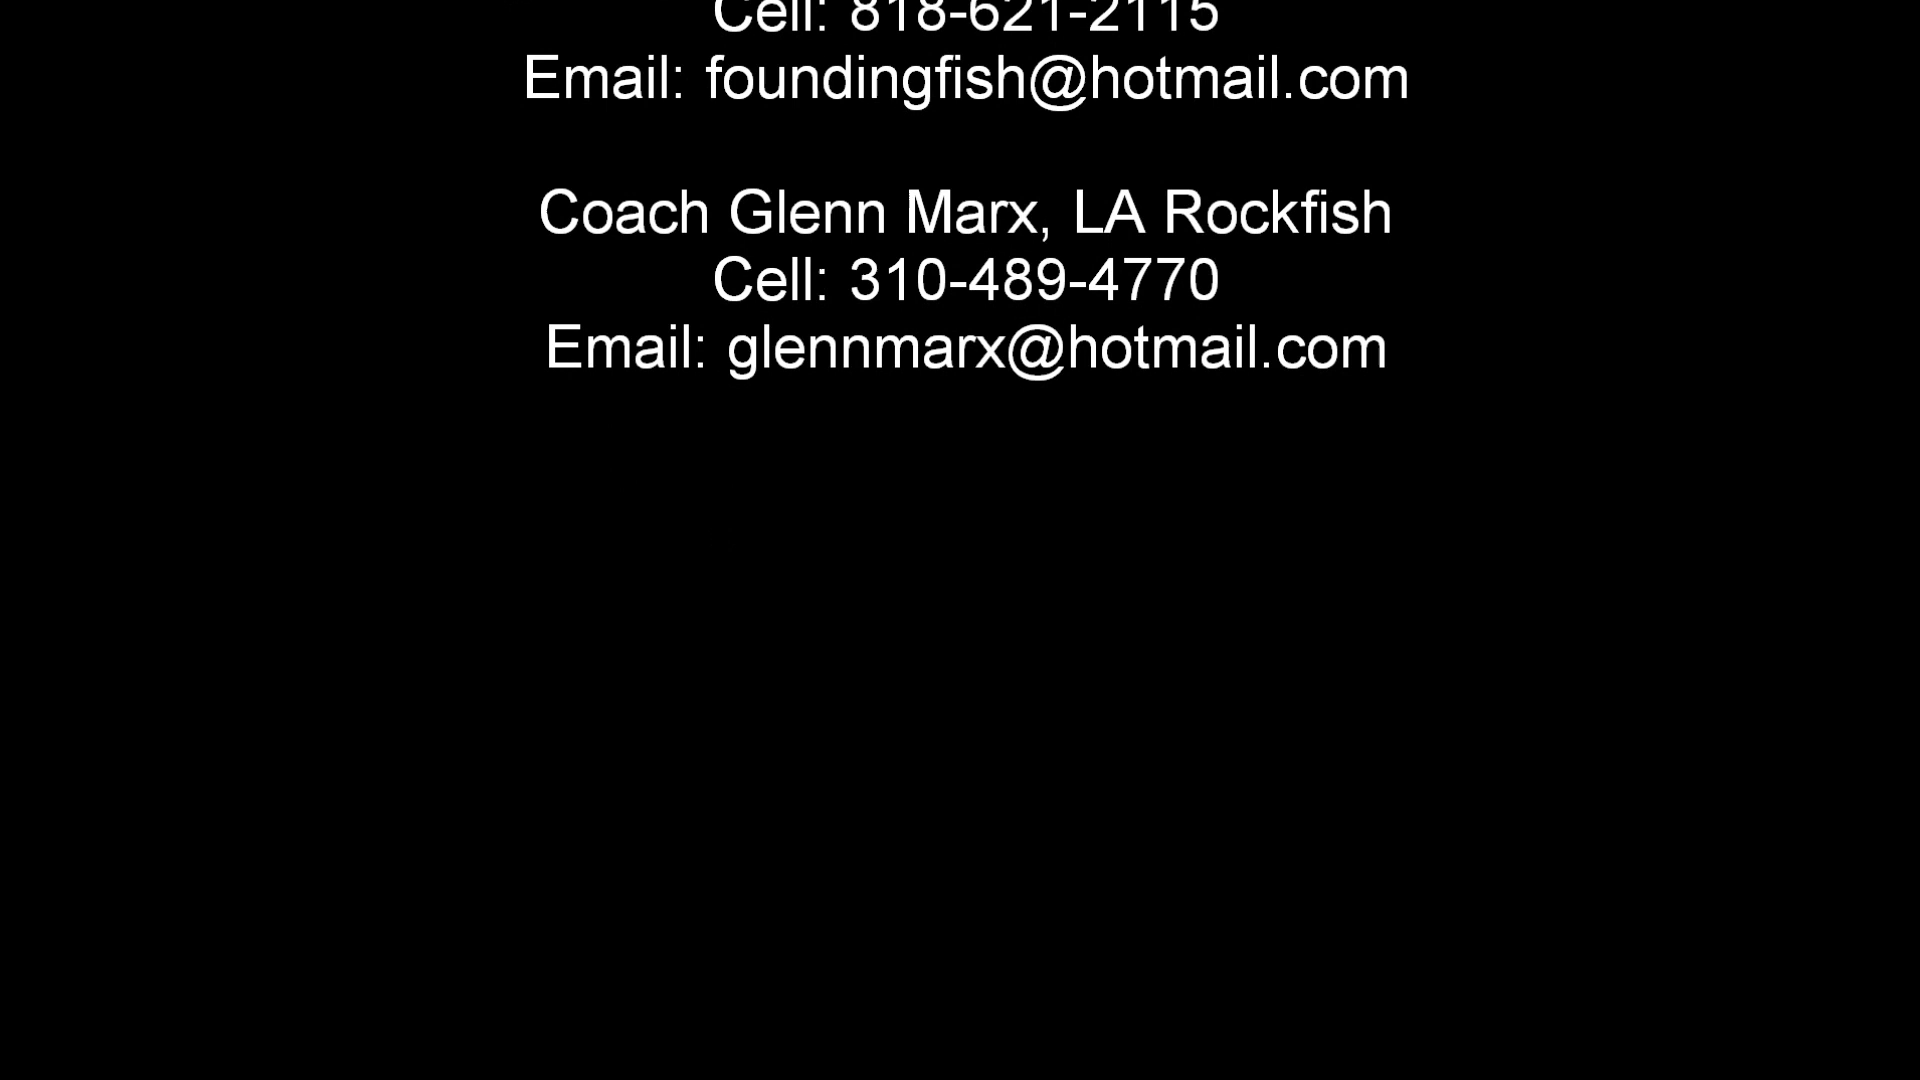 Cell: 818-621-2115
Email: foundingfish@hotmail.com
Coach Glenn Marx, LA Rockfish
Cell: 310-489-4770
Email: glennmarx@hotmail.com